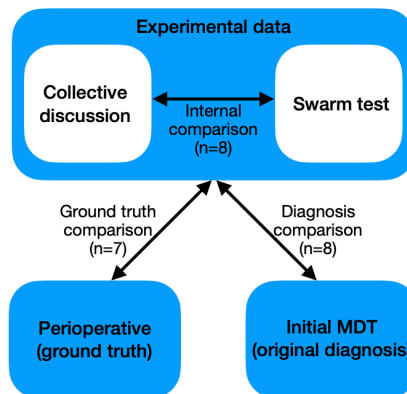 Experimental data
Collective
discussion
Swarm test
Internal
comparison
(n=8)
Ground truth
comparison
(n=7)
Diagnosis
comparison
(n=8)
Perioperative
(ground truth)
Initial MDT
(original diagnosis)